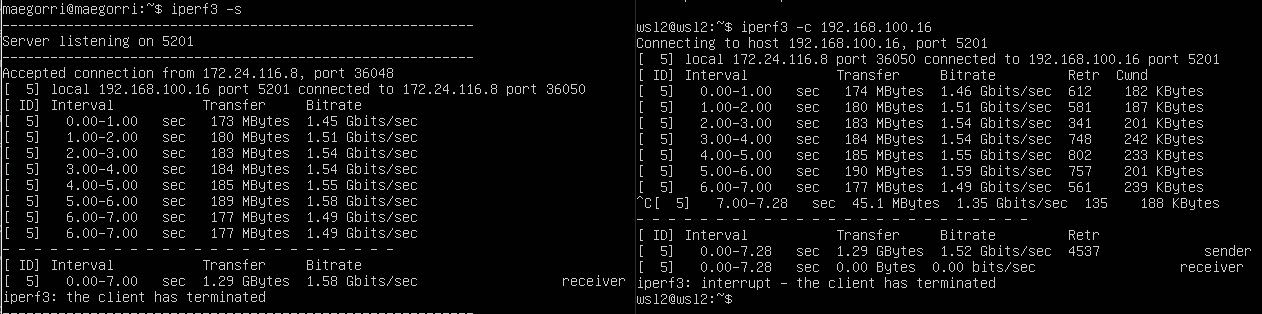 maegorri@maegorri:~$ iperf3 -s
-----------------------------------------------------------
Server listening on 5201
-----------------------------------------------------------
Accepted connection from 172.24.116.8, port 36048
[  5] local 192.168.100.16 port 5201 connected to 172.24.116.8 port 36050
[ ID] Interval           Transfer     Bitrate
[  5]   0.00-1.00   sec   173 MBytes  1.45 Gbits/sec
[  5]   1.00-2.00   sec   180 MBytes  1.51 Gbits/sec
[  5]   2.00-3.00   sec   183 MBytes  1.54 Gbits/sec
[  5]   3.00-4.00   sec   184 MBytes  1.54 Gbits/sec
[  5]   4.00-5.00   sec   185 MBytes  1.55 Gbits/sec
[  5]   5.00-6.00   sec   189 MBytes  1.58 Gbits/sec
[  5]   6.00-7.00   sec   177 MBytes  1.49 Gbits/sec
[  5]   6.00-7.00   sec   177 MBytes  1.49 Gbits/sec
- - - - - - - - - - - - - - - - - - - - - - - - -
[ ID] Interval           Transfer     Bitrate
[  5]   0.00-7.00   sec  1.29 GBytes  1.58 Gbits/sec                  receiver
iperf3: the client has terminated
-----------------------------------------------------------
wsl2@wsl2:~$ iperf3 -c 192.168.100.16
Connecting to host 192.168.100.16, port 5201
[  5] local 172.24.116.8 port 36050 connected to 192.168.100.16 port 5201
[ ID] Interval           Transfer     Bitrate         Retr  Cwnd
[  5]   0.00-1.00   sec   174 MBytes  1.46 Gbits/sec  612    182 KBytes
[  5]   1.00-2.00   sec   180 MBytes  1.51 Gbits/sec  581    187 KBytes
[  5]   2.00-3.00   sec   183 MBytes  1.54 Gbits/sec  341    201 KBytes
[  5]   3.00-4.00   sec   184 MBytes  1.54 Gbits/sec  748    242 KBytes
[  5]   4.00-5.00   sec   185 MBytes  1.55 Gbits/sec  802    233 KBytes
[  5]   5.00-6.00   sec   190 MBytes  1.59 Gbits/sec  757    201 KBytes
[  5]   6.00-7.00   sec   177 MBytes  1.49 Gbits/sec  561    239 KBytes
^C[  5]   7.00-7.28   sec  45.1 MBytes  1.35 Gbits/sec  135    188 KBytes
- - - - - - - - - - - - - - - - - - - - - - - - -
[ ID] Interval           Transfer     Bitrate         Retr
[  5]   0.00-7.28   sec  1.29 GBytes  1.52 Gbits/sec  4537             sender
[  5]   0.00-7.28   sec  0.00 Bytes  0.00 bits/sec                  receiver
iperf3: interrupt - the client has terminated
wsl2@wsl2:~$